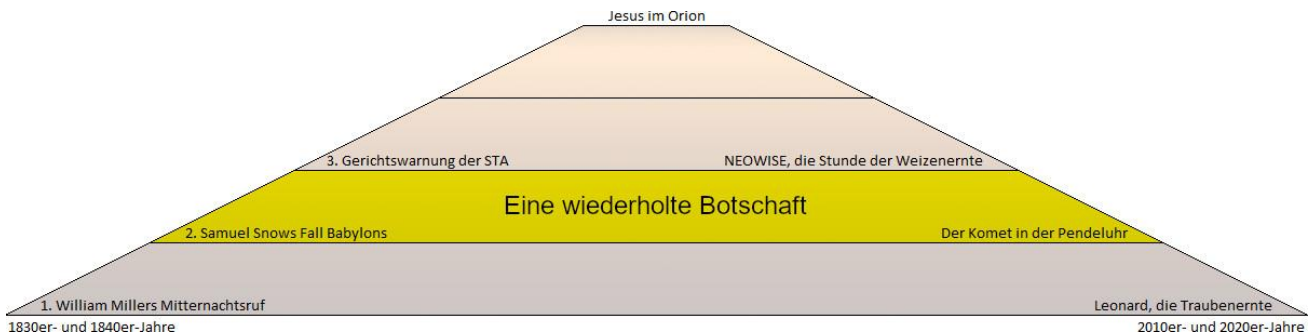 Jesus im Orion
3. Gerichtswarnung der STA
NEOWISE, die Stunde der Weizenernte
Eine wiederholte Botschaft
2. Samuel Snows Fall Babylons
Der Komet in der Pendeluhr
1. William Millers Mitternachtsruf
Leonard, die Traubenernte
1830er- und 1840er-Jahre
2010er- und 2020er-Jahre